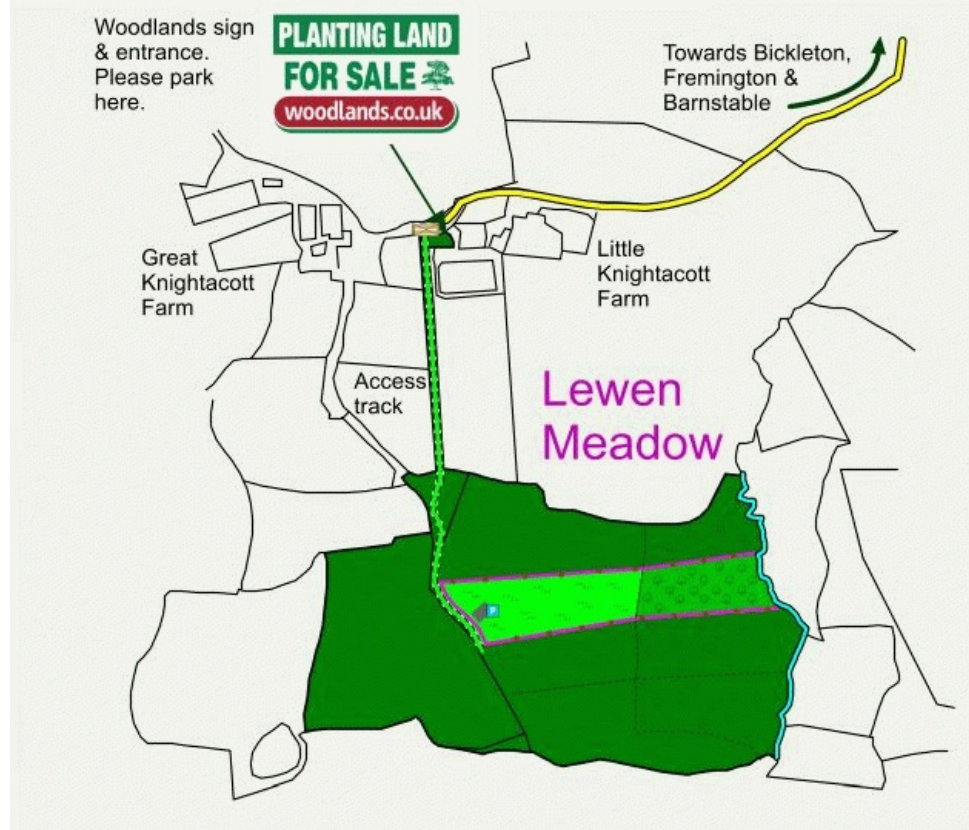 Woodlands sign
& entrance.
Please park
here.
PLANTING LAND
FOR SALE
woodlands.co.uk
Towards Bickleton,
Fremington &
Barnstable
Great
Knightacott
Farm
Little
Knightacott
Farm
Access
track
Lewen
Meadow
P